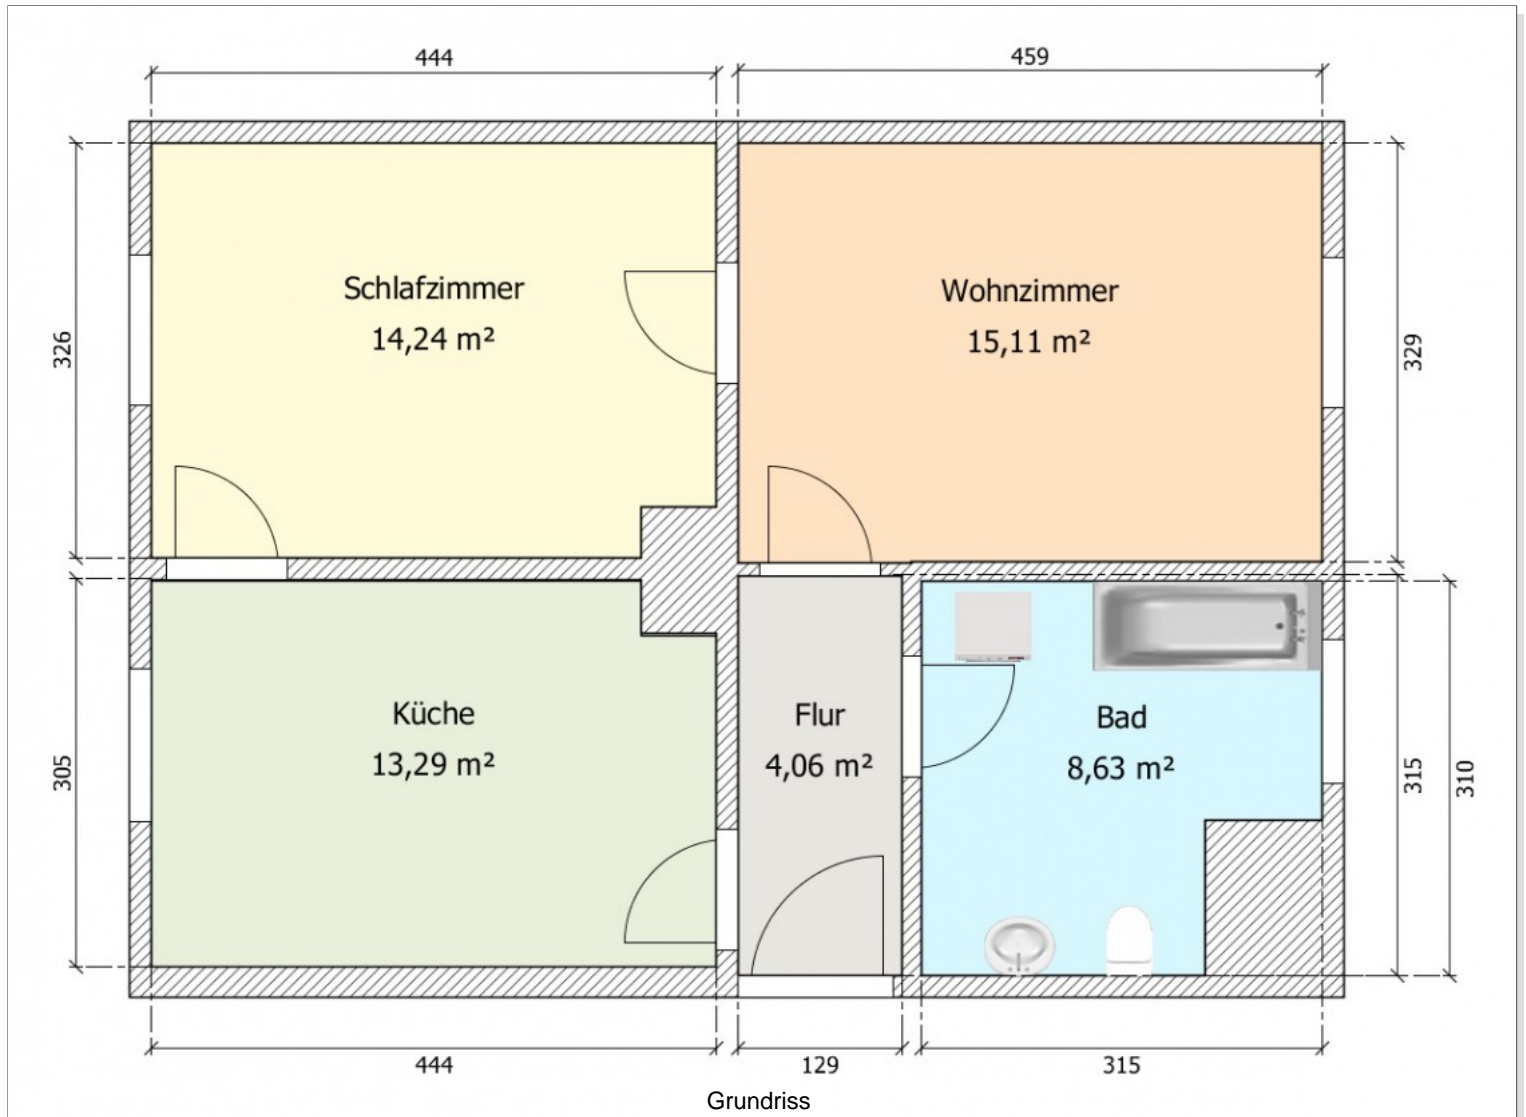 444
459
Schlafzimmer
14,24 m²
Wohnzimmer
15,11 m²
326
329
Küche
13,29 m²
Flur
4,06 m²
Bad
8,63 m²
305
315
310
444
129
315
Grundriss